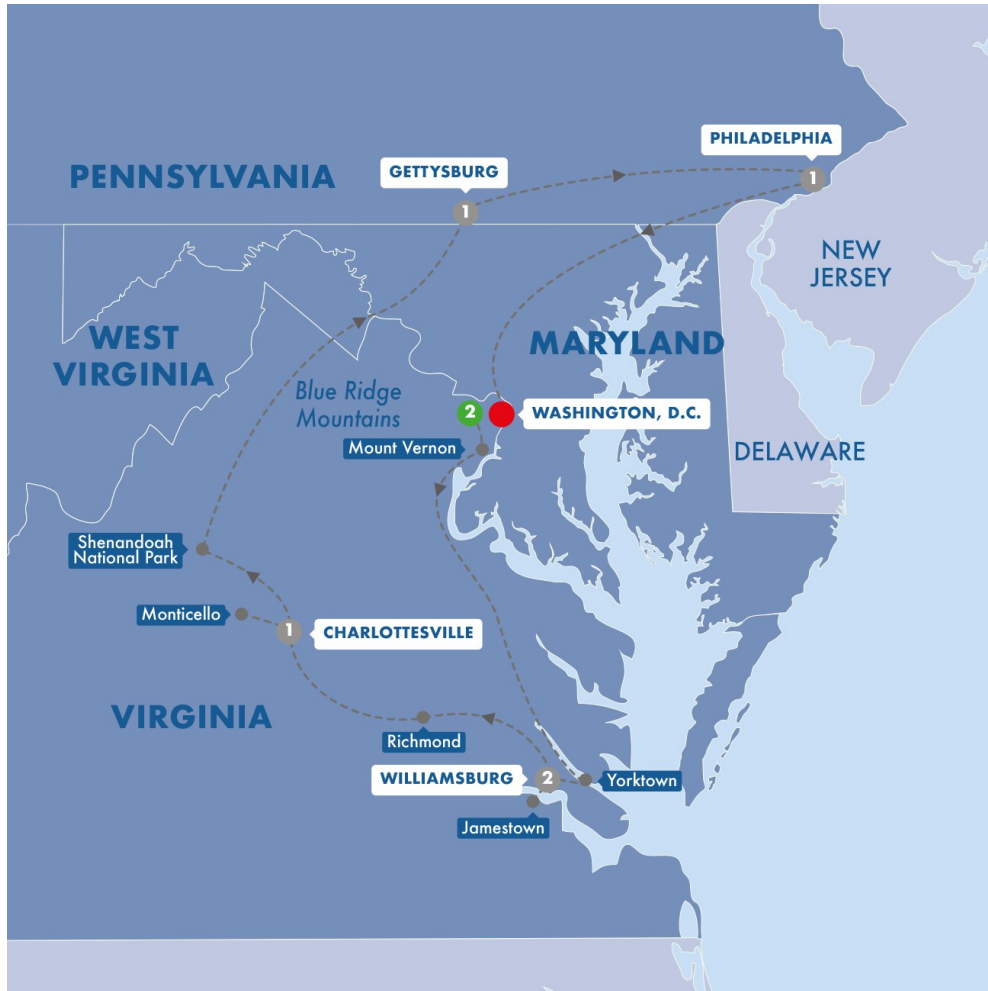 PHILADELPHIA
1
GETTYSBURG
1
PENNSYLVANIA
NEW
JERSEY
WEST
VIRGINIA
MARYLAND
Blue Ridge
Mountains
2
WASHINGTON, D.C.
Mount Vernon
DELAWARE
Shenandoah
National Park
Monticello
1
CHARLOTTESVILLE
VIRGINIA
Richmond
WILLIAMSBURG
2
Yorktown
Jamestown